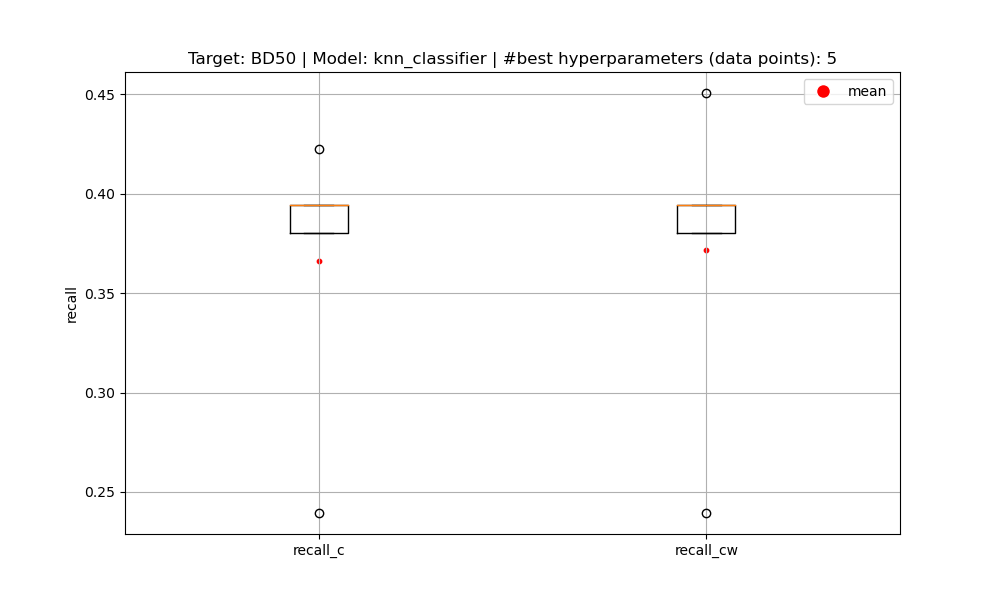 Target: BD50 | Model: knn_classifier | #best hyperparameters (data points): 5
mean
0.45
0.40
0.35
0.30
0.25
recall
recall_c
recall_cw